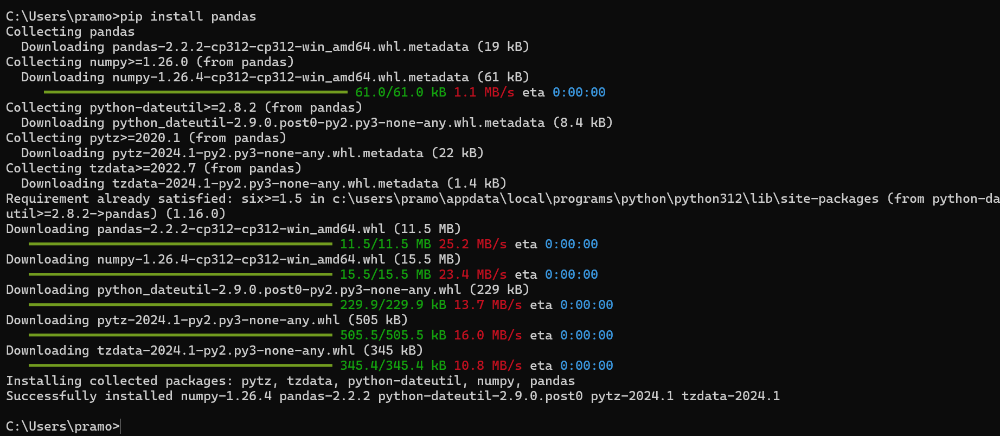 C:\Users\pramo>pip install pandas
Collecting pandas
  Downloading pandas-2.2.2-cp312-cp312-win_amd64.whl.metadata (19 kB)
Collecting numpy>=1.26.0 (from pandas)
  Downloading numpy-1.26.4-cp312-cp312-win_amd64.whl.metadata (61 kB)
     61.0/61.0 kB 1.1 MB/s eta 0:00:00
Collecting python-dateutil>=2.8.2 (from pandas)
  Downloading python_dateutil-2.9.0.post0-py2.py3-none-any.whl.metadata (8.4 kB)
Collecting pytz>=2020.1 (from pandas)
  Downloading pytz-2024.1-py2.py3-none-any.whl.metadata (22 kB)
Collecting tzdata>=2022.7 (from pandas)
  Downloading tzdata-2024.1-py2.py3-none-any.whl.metadata (1.4 kB)
Requirement already satisfied: six>=1.5 in c:\users\pramo\appdata\local\programs\python\python312\lib\site-packages (from python-da
util>=2.8.2->pandas) (1.16.0)
Downloading pandas-2.2.2-cp312-cp312-win_amd64.whl (11.5 MB)
   11.5/11.5 MB 25.2 MB/s eta 0:00:00
Downloading numpy-1.26.4-cp312-cp312-win_amd64.whl (15.5 MB)
   15.5/15.5 MB 23.4 MB/s eta 0:00:00
Downloading python_dateutil-2.9.0.post0-py2.py3-none-any.whl (229 kB)
   229.9/229.9 kB 13.7 MB/s eta 0:00:00
Downloading pytz-2024.1-py2.py3-none-any.whl (505 kB)
   505.5/505.5 kB 16.0 MB/s eta 0:00:00
Downloading tzdata-2024.1-py2.py3-none-any.whl (345 kB)
   345.4/345.4 kB 10.8 MB/s eta 0:00:00
Installing collected packages: pytz, tzdata, python-dateutil, numpy, pandas
Successfully installed numpy-1.26.4 pandas-2.2.2 python-dateutil-2.9.0.post0 pytz-2024.1 tzdata-2024.1
C:\Users\pramo>